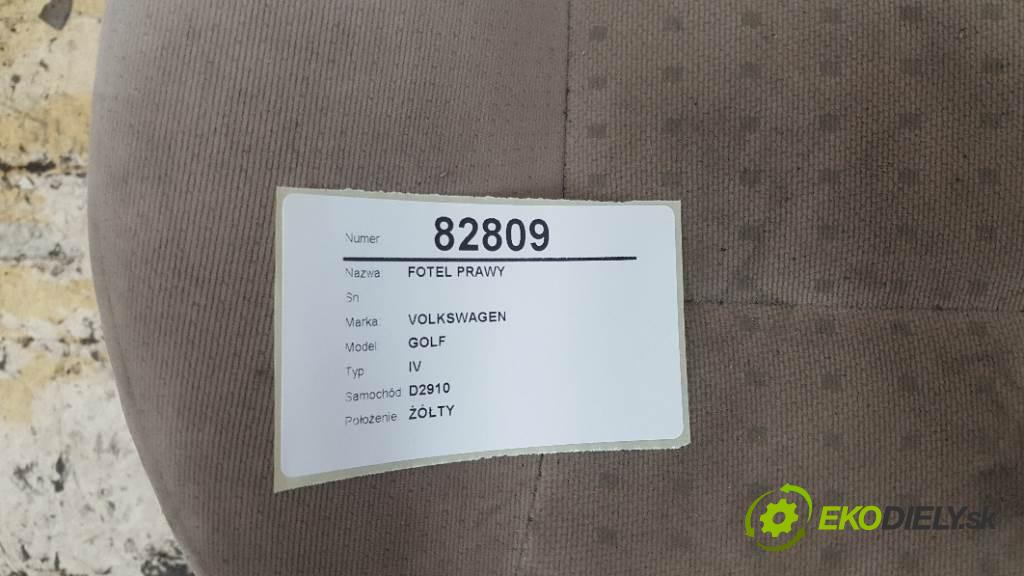 Numer 82809
Nazwa: FOTEL PRAWY
Sn
Marka: VOLKSWAGEN
Model: GOLF
Typ IV
Samochód: D2910
Położenie: ŻÓŁTY
EKODIELY.sk